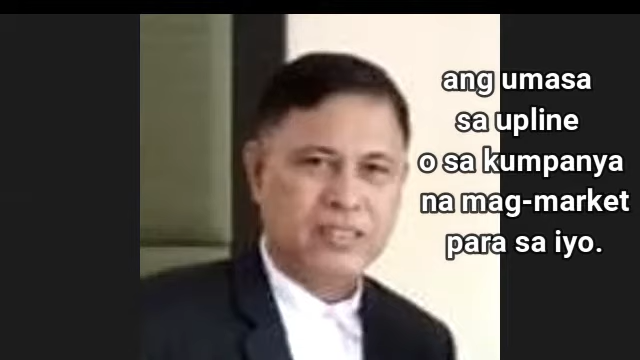 ang umasa
sa upline
o sa kumpanya
na mag-market
para sa iyo.